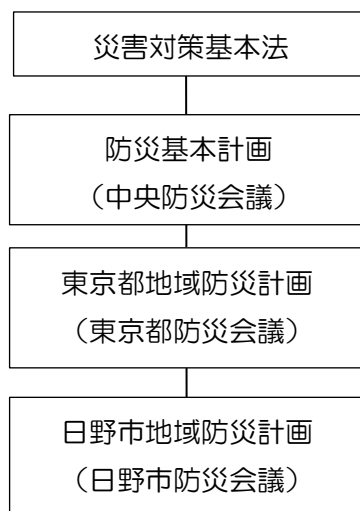 災害対策基本法
防災基本計画
（中央防災会議）
東京都地域防災計画
（東京都防災会議）
日野市地域防災計画
（日野市防災会議）